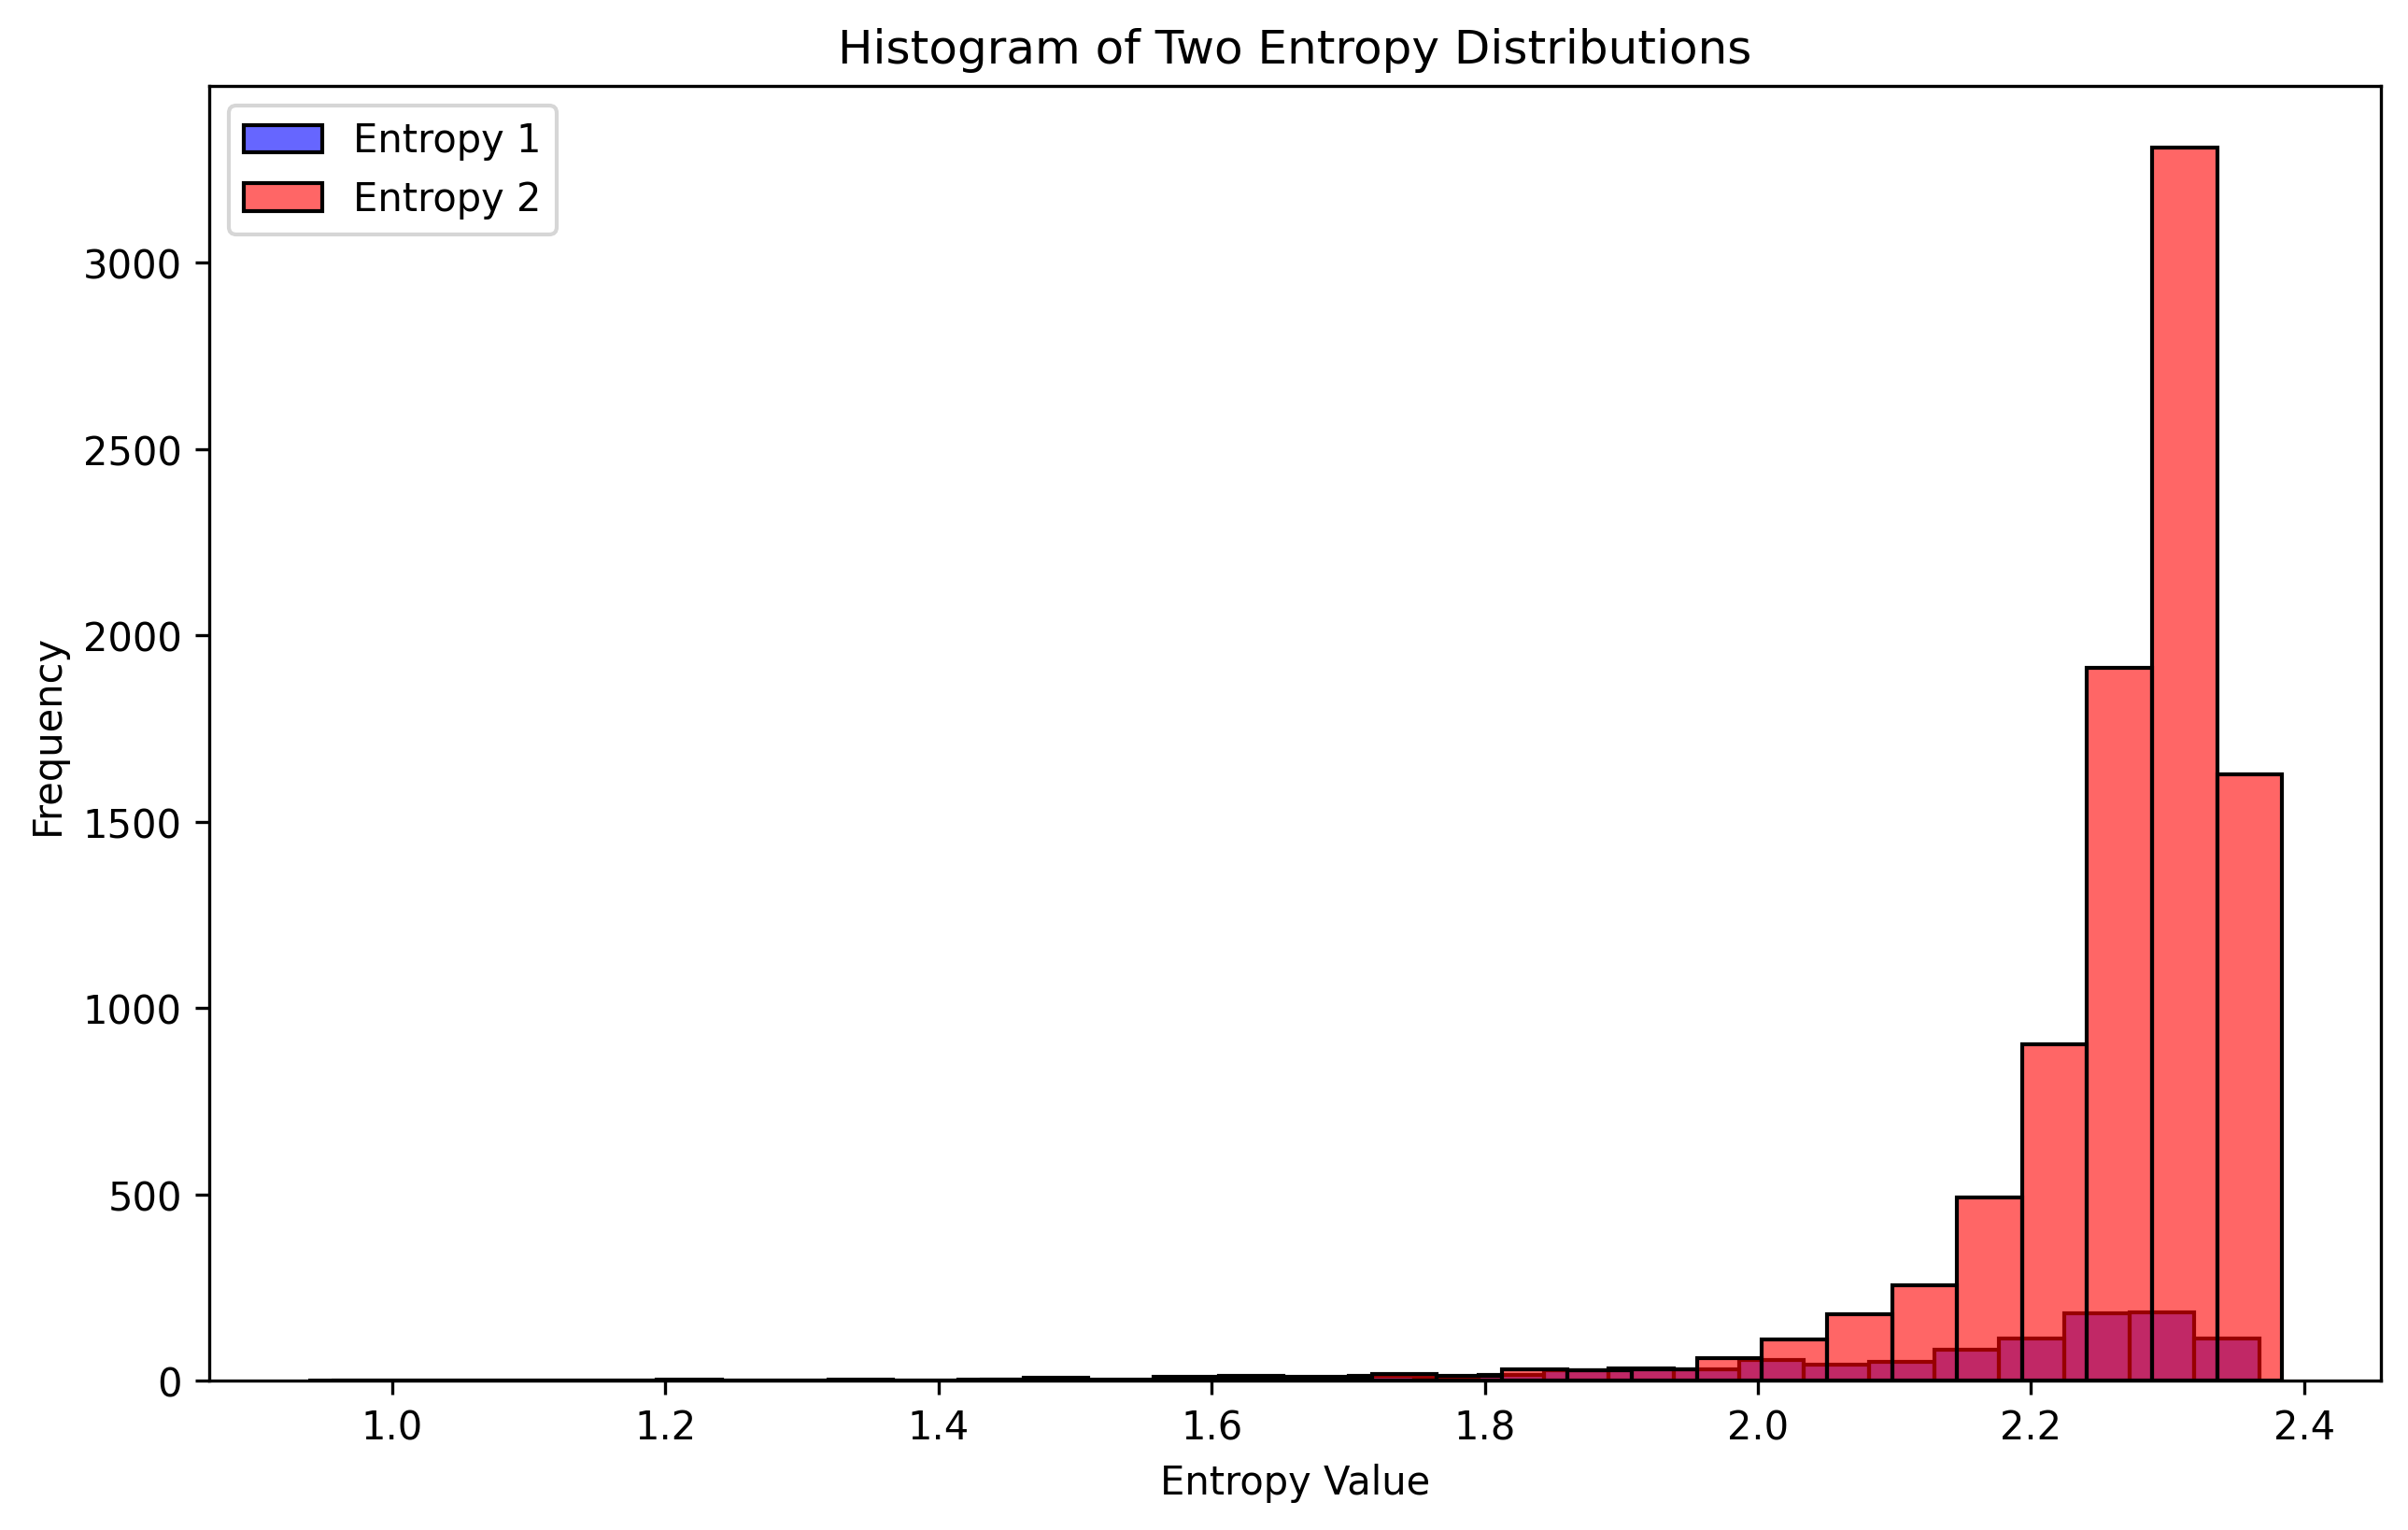 Histogram of Two Entropy Distributions
Entropy 1
Entropy 2
3000
2500
2000
1500
1000
500
0
Frequency
1.0 1.2 1.4 1.6 1.8 2.0 2.2 2.4
Entropy Value